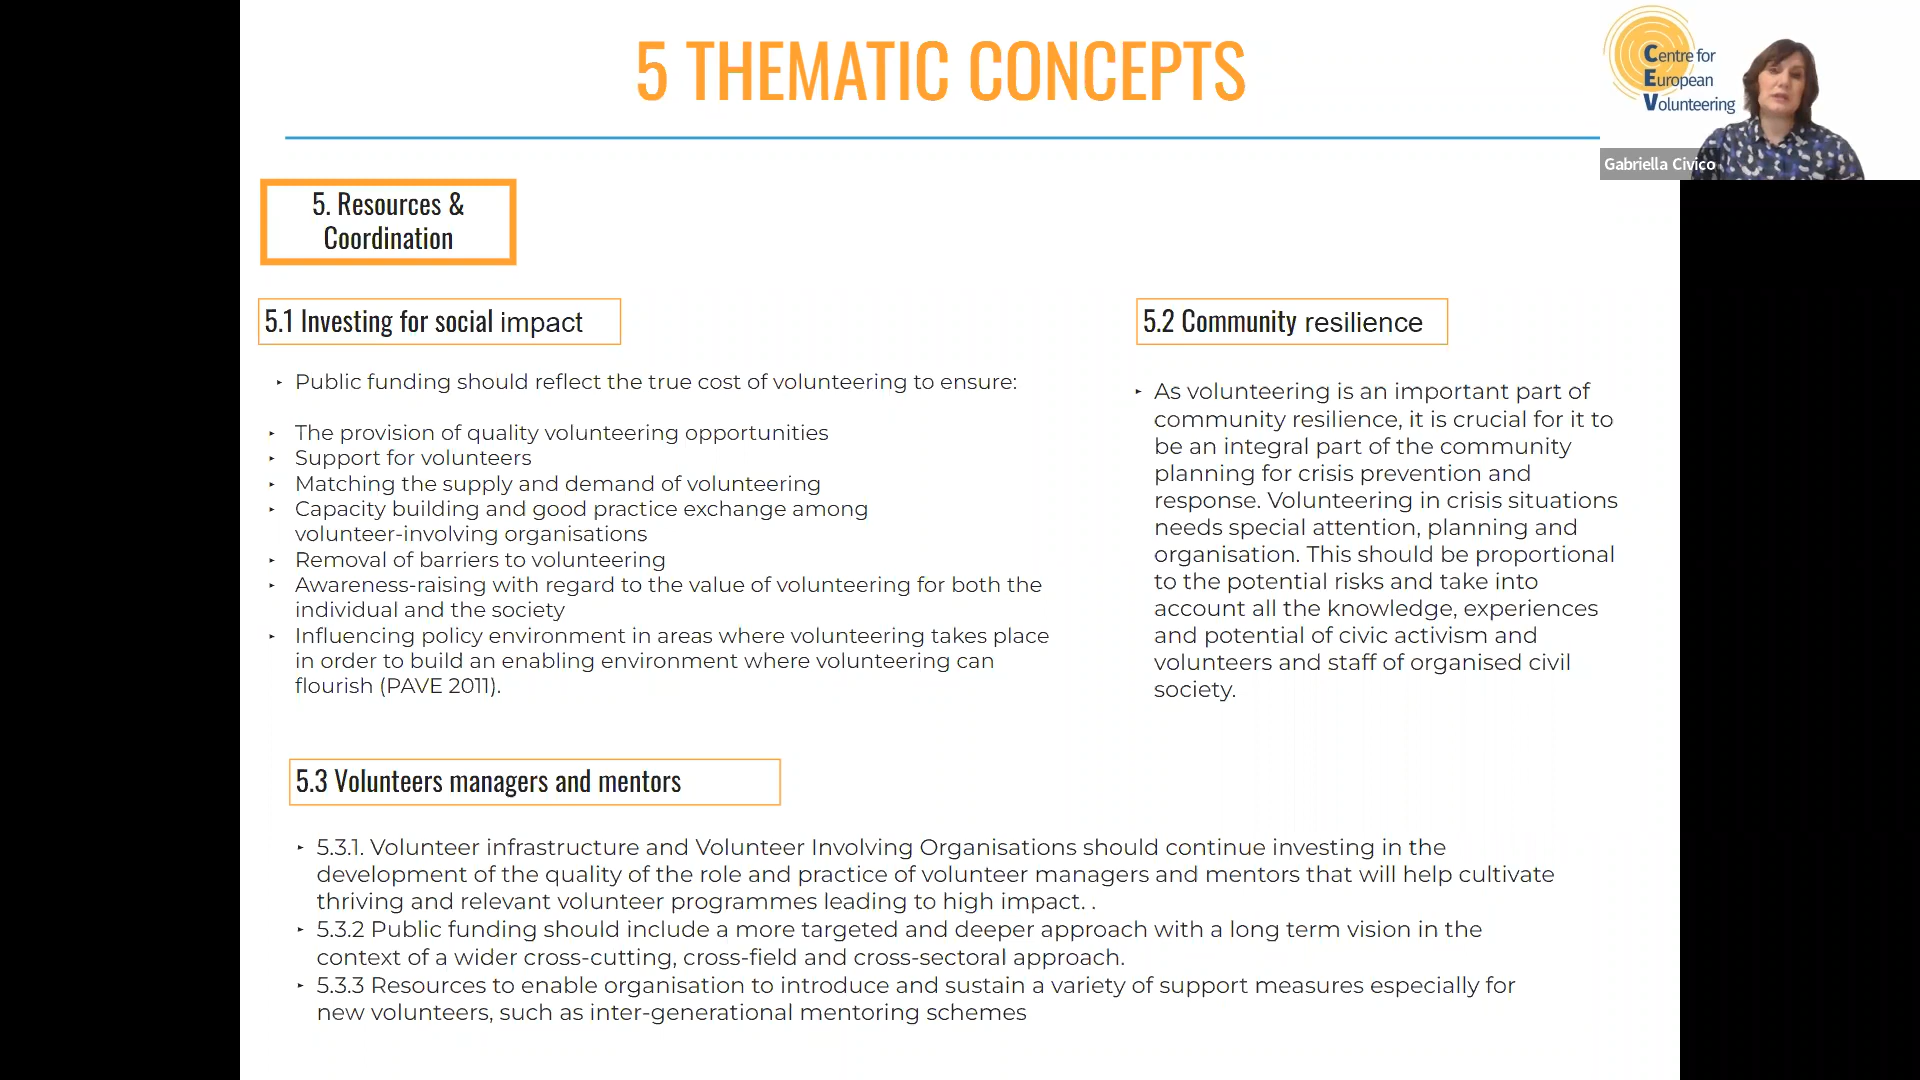 5 THEMATIC CONCEPTS
Centre for
European
Volunteering
Gabriella Civico
5. Resources &
Coordination
5.1 Investing for social impact
‣ Public funding should reflect the true cost of volunteering to ensure:
‣ The provision of quality volunteering opportunities
‣ Support for volunteers
‣ Matching the supply and demand of volunteering
‣ Capacity building and good practice exchange among
volunteer-involving organisations
‣ Removal of barriers to volunteering
‣ Awareness-raising with regard to the value of volunteering for both the
individual and the society
‣ Influencing policy environment in areas where volunteering takes place
in order to build an enabling environment where volunteering can
flourish (PAVE 2011).
5.2 Community resilience
‣ As volunteering is an important part of
community resilience, it is crucial for it to
be an integral part of the community
planning for crisis prevention and
response. Volunteering in crisis situations
needs special attention, planning and
organisation. This should be proportional
to the potential risks and take into
account all the knowledge, experiences
and potential of civic activism and
volunteers and staff of organised civil
society.
5.3 Volunteers managers and mentors
‣ 5.3.1. Volunteer infrastructure and Volunteer Involving Organisations should continue investing in the
development of the quality of the role and practice of volunteer managers and mentors that will help cultivate
thriving and relevant volunteer programmes leading to high impact. .
‣ 5.3.2 Public funding should include a more targeted and deeper approach with a long term vision in the
context of a wider cross-cutting, cross-field and cross-sectoral approach.
‣ 5.3.3 Resources to enable organisation to introduce and sustain a variety of support measures especially for
new volunteers, such as inter-generational mentoring schemes